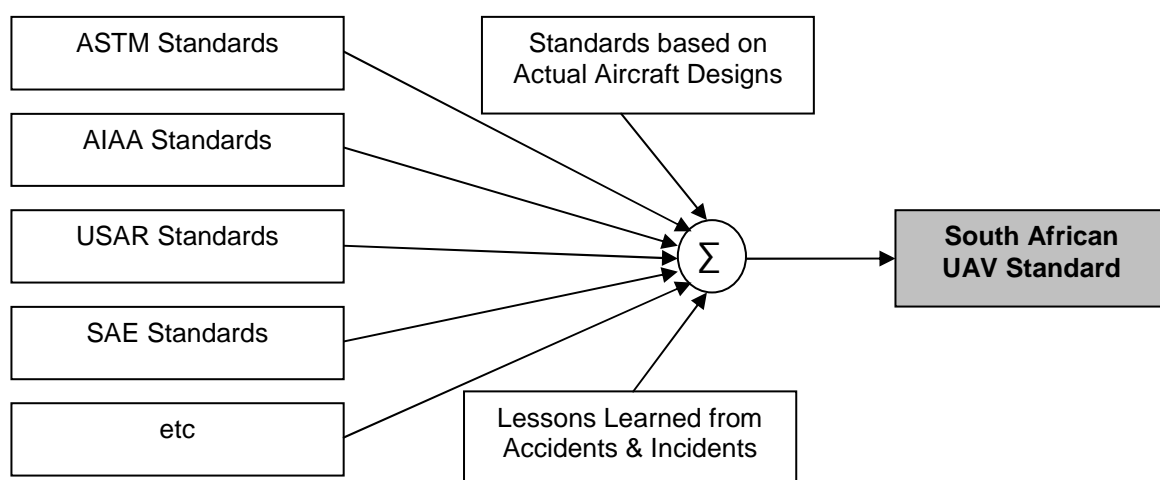 ASTM Standards
AIAA Standards
USAR Standards
SAE Standards
etc
Standards based on
Actual Aircraft Designs
Lessons Learned from
Accidents & Incidents
∑
South African
UAV Standard